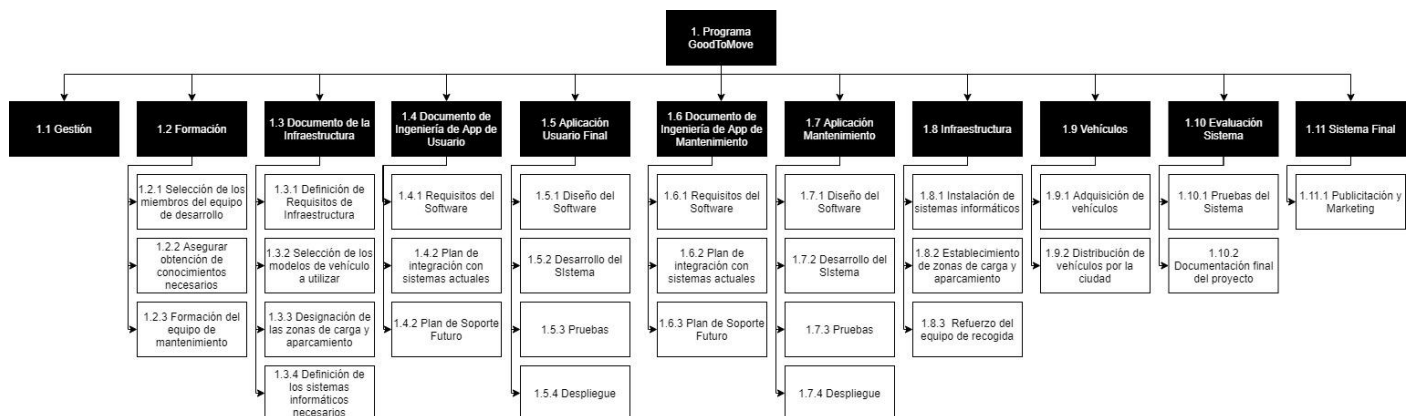 1. Programa
GoodToMove
1.1 Gestión
1.2 Formación
1.3 Documento de la
Infraestructura
1.4 Documento de
Ingeniería de App de
Usuario
1.5 Aplicación
Usuario Final
1.6 Documento de
Ingeniería de App de
Mantenimiento
1.7 Aplicación
Mantenimiento
1.8 Infraestructura
1.9 Vehículos
1.10 Evaluación
Sistema
1.11 Sistema Final
1.2.1 Selección de los
miembros del equipo
de desarrollo
1.2.2 Asegurar
obtención de
conocimientos
necesarios
1.2.3 Formación del
equipo de
mantenimiento
1.3.1 Definición de
Requisitos de
Infraestructura
1.3.2 Selección de los
modelos de vehículo
a utilizar
1.3.3 Designación de
las zonas de carga y
aparcamiento
1.3.4 Definición de
los sistemas
informáticos
necesarios
1.4.1 Requisitos del
Software
1.4.2 Plan de
integración con
sistemas actuales
1.4.2 Plan de Soporte
Futuro
1.5.1 Diseño del
Software
1.5.2 Desarrollo del
SIstema
1.5.3 Pruebas
1.5.4 Despliegue
1.6.1 Requisitos del
Software
1.6.2 Plan de
integración con
sistemas actuales
1.6.3 Plan de Soporte
Futuro
1.7.1 Diseño del
Software
1.7.2 Desarrollo del
SIstema
1.7.3 Pruebas
1.7.4 Despliegue
1.8.1 Instalación de
sistemas informáticos
1.8.2 Establecimiento
de zonas de carga y
aparcamiento
1.8.3 Refuerzo del
equipo de recogida
1.9.1 Adquisición de
vehículos
1.9.2 Distribución de
vehículos por la
ciudad
1.10.1 Pruebas del
Sistema
1.10.2
Documentación final
del proyecto
1.11.1 Publicitación y
Marketing